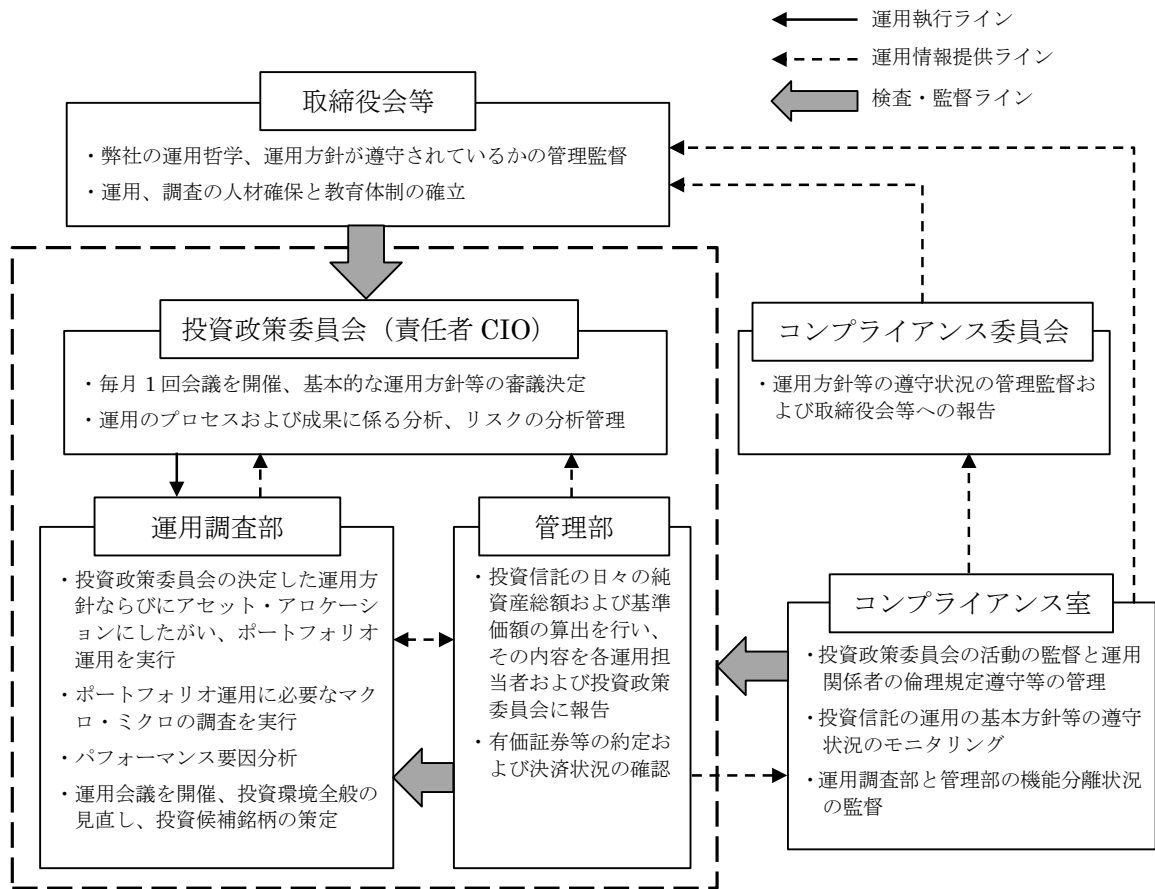 運用執行ライン
運用情報提供ライン
検査・監督ライン
取締役会等
・弊社の運用哲学、運用方針が遵守されているかの管理監督
・運用、調査の人材確保と教育体制の確立
投資政策委員会（責任者 CIO）
・毎月 1 回会議を開催、基本的な運用方針等の審議決定
・運用のプロセスおよび成果に係る分析、リスクの分析管理
コンプライアンス委員会
・運用方針等の遵守状況の管理監督お
よび取締役会等への報告
運用調査部
・投資政策委員会の決定した運用方
針ならびにアセット・アロケーシ
ョンにしたがい、ポートフォリオ
運用を実行
・ポートフォリオ運用に必要なマク
ロ・ミクロの調査を実行
・パフォーマンス要因分析
・運用会議を開催、投資環境全般の
見直し、投資候補銘柄の策定
管理部
・投資信託の日々の純
資産総額および基準
価額の算出を行い、
その内容を各運用担
当者および投資政策
委員会に報告
・有価証券等の約定お
よび決済状況の確認
コンプライアンス室
・投資政策委員会の活動の監督と運用
関係者の倫理規定遵守等の管理
・投資信託の運用の基本方針等の遵守
状況のモニタリング
・運用調査部と管理部の機能分離状況
の監督